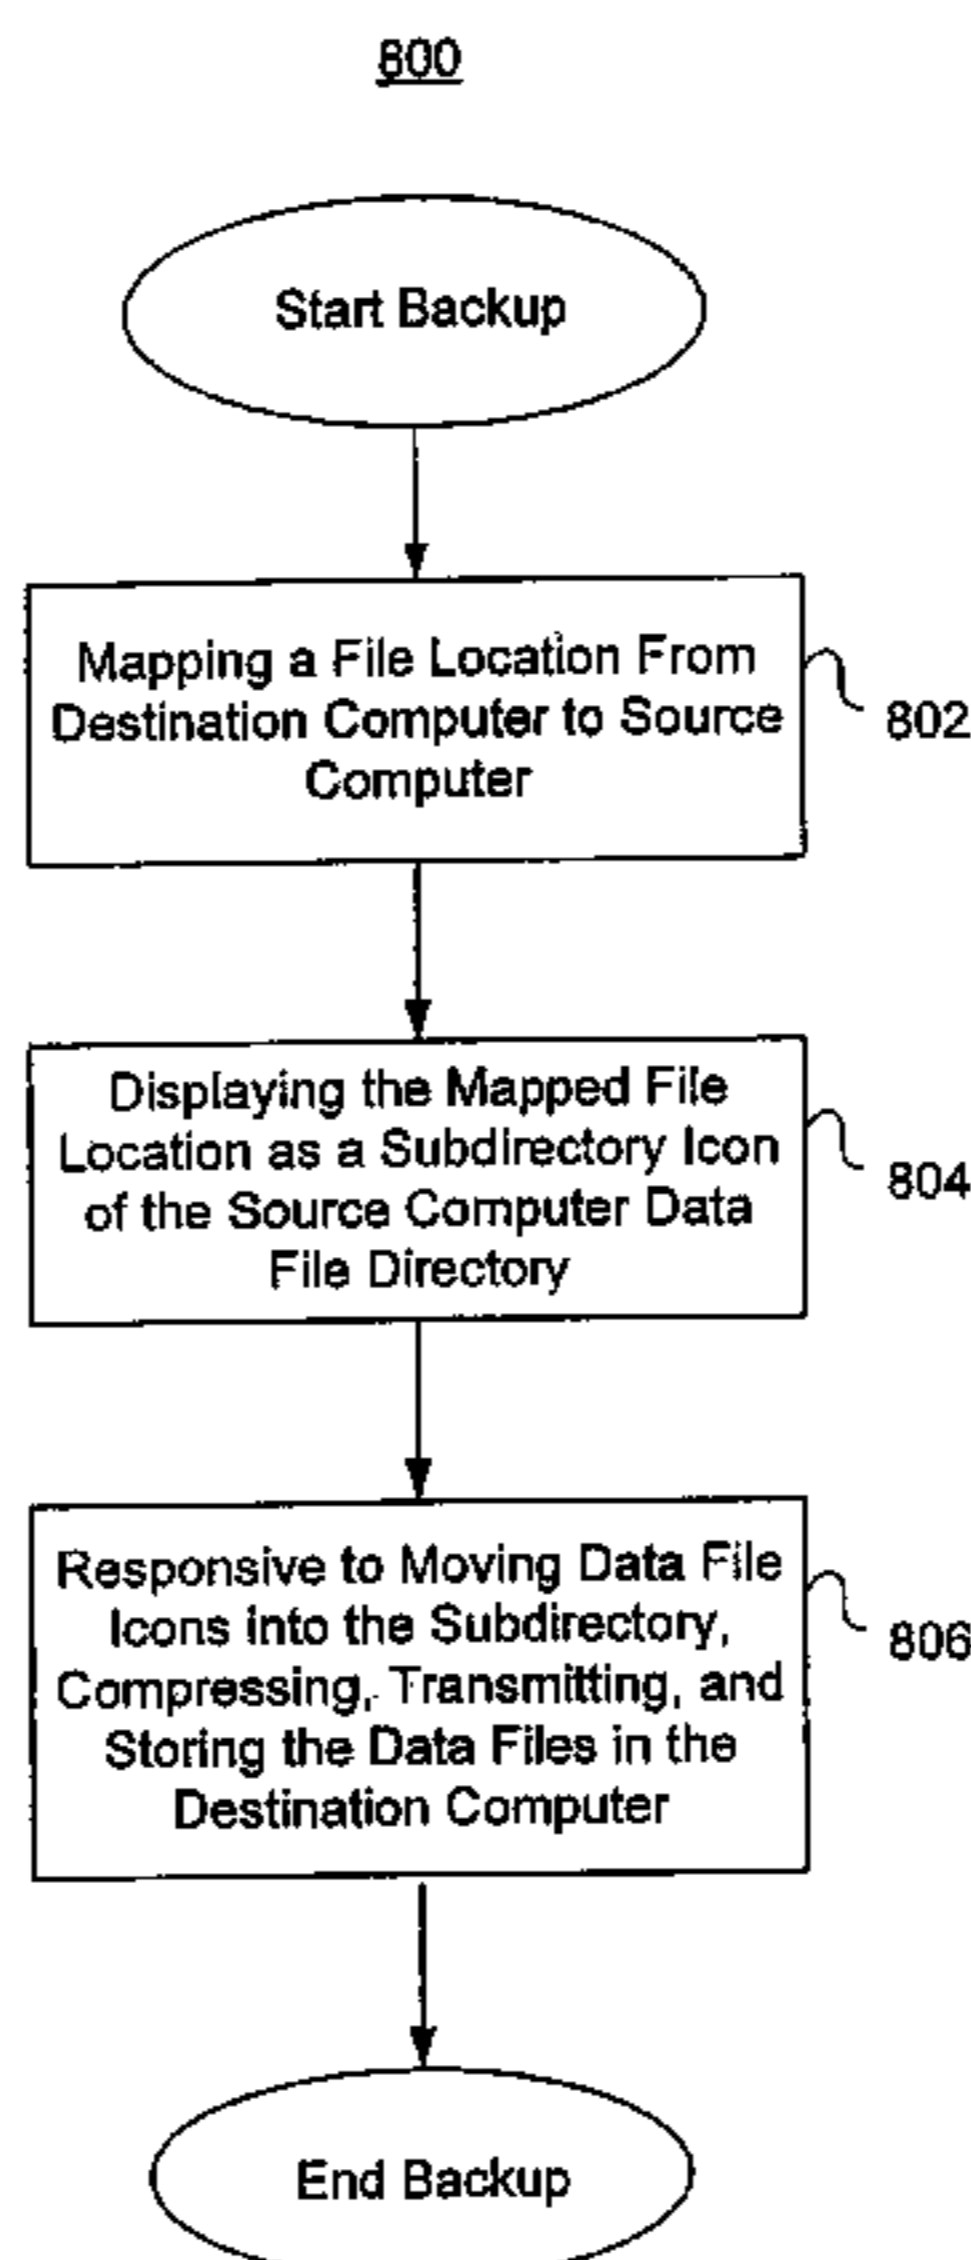 800
Start Backup
Mapping a File Location From
Destination Computer to Source
Computer
802
Displaying the Mapped File
Location as a Subdirectory Icon
of the Source Computer Data
File Directory
804
Responsive to Moving Data File
Icons into the Subdirectory,
Compressing, Transmitting, and
Storing the Data Files in the
Destination Computer
806
End Backup